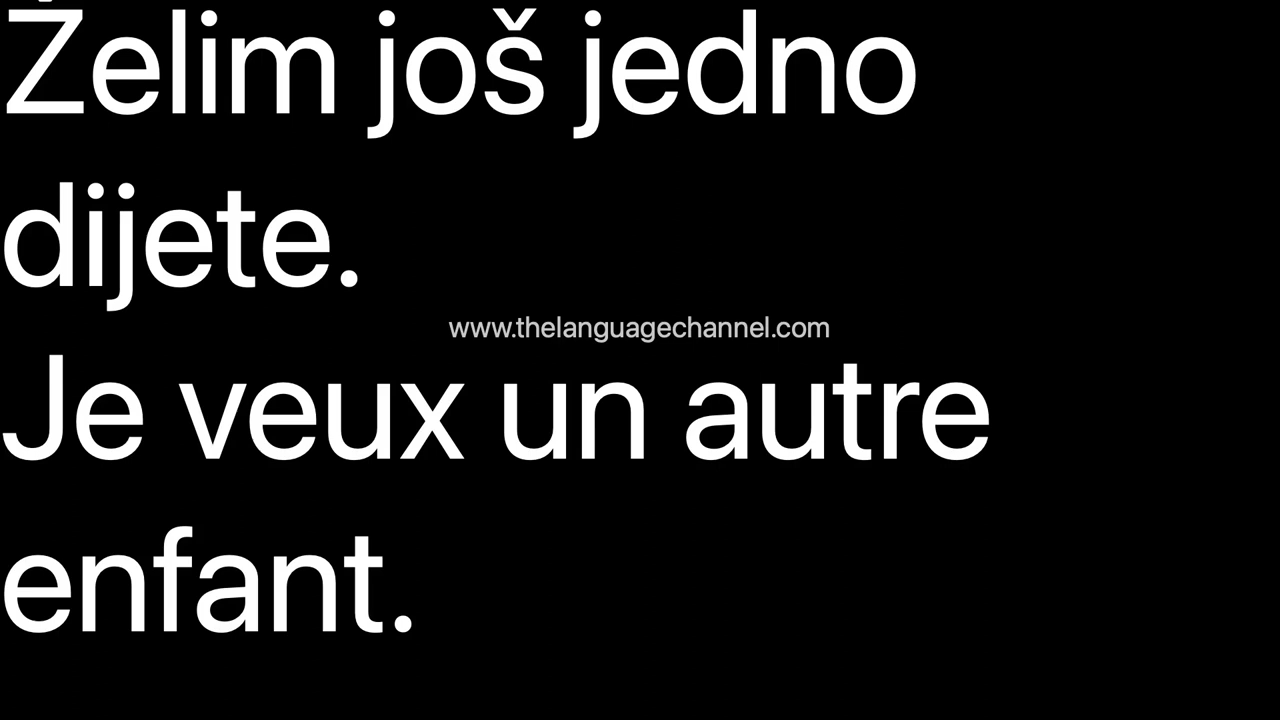 Želim još jedno
dijete.
www.thelanguagechannel.com
Je veux un autre
enfant.